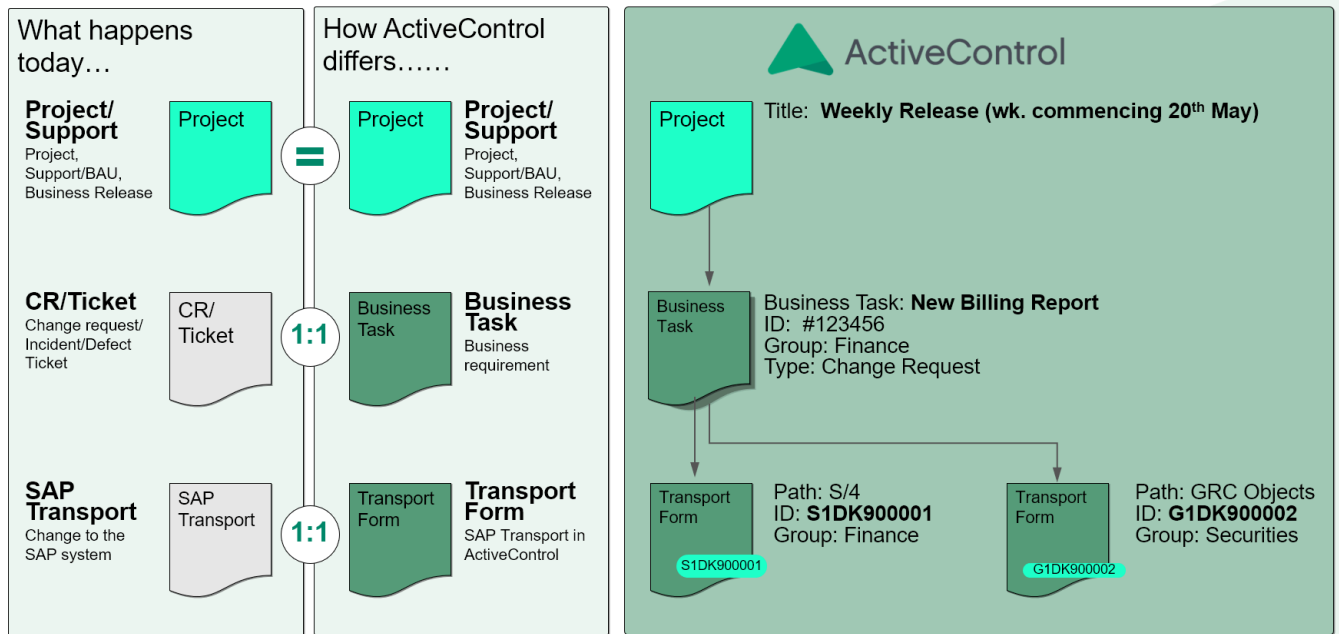 What happens
today…
Project/
Support
Project,
Support/BAU,
Business Release
Project
CR/Ticket
Change request/
Incident/Defect
Ticket
CR/
Ticket
SAP
Transport
Change to the
SAP system
SAP
Transport
=
1:1
1:1
How ActiveControl
differs……
Project
Project/
Support
Project,
Support/BAU,
Business Release
Business
Task
Business
Task
Business
requirement
Transport
Form
Transport
Form
SAP Transport in
ActiveControl
ActiveControl
Project
Title: Weekly Release (wk. commencing 20th May)
Business
Task
Business Task: New Billing Report
ID: #123456
Group: Finance
Type: Change Request
Transport
Form
S1DK900001
Path: S/4
ID: S1DK900001
Group: Finance
Transport
Form
G1DK900002
Path: GRC Objects
ID: G1DK900002
Group: Securities